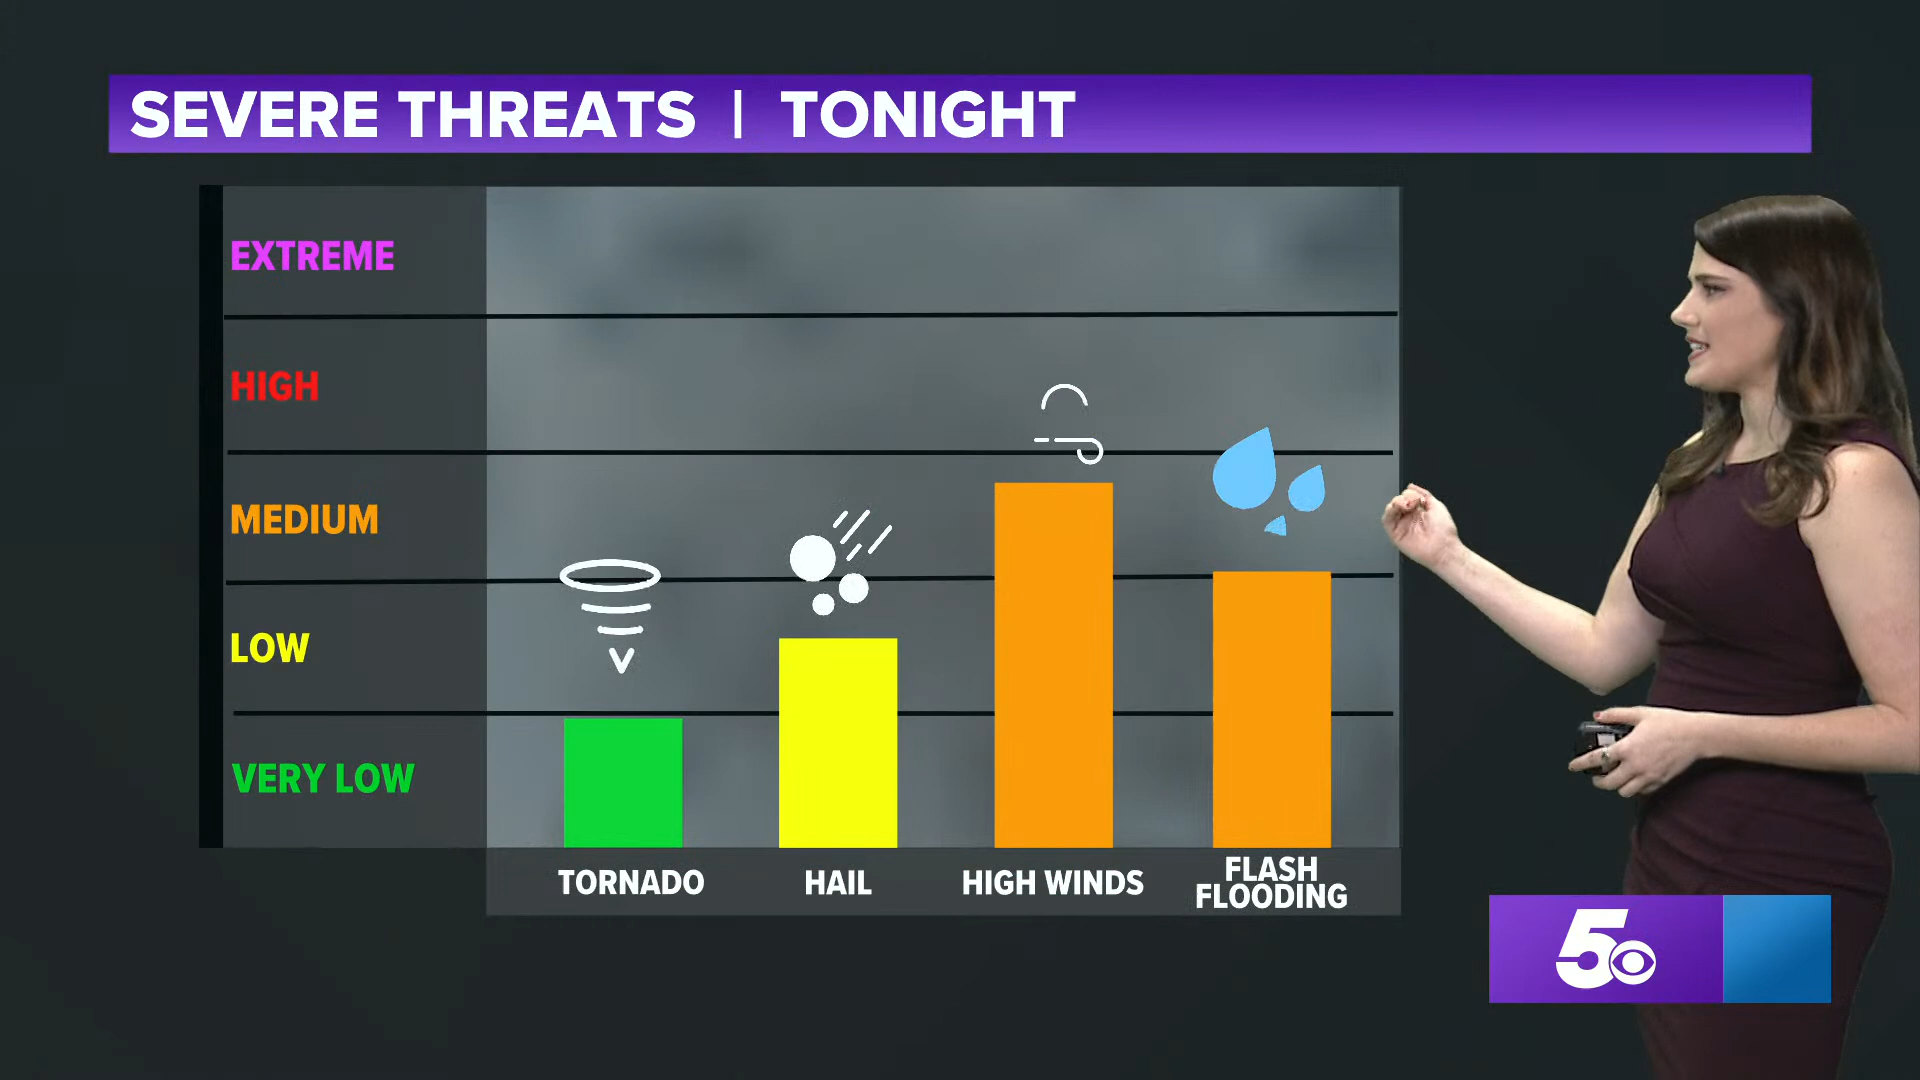 SEVERE THREATS | TONIGHT
EXTREME
HIGH
MEDIUM
LOW
VERY LOW
TORNADO
HAIL
HIGH WINDS
FLASH
FLOODING
5